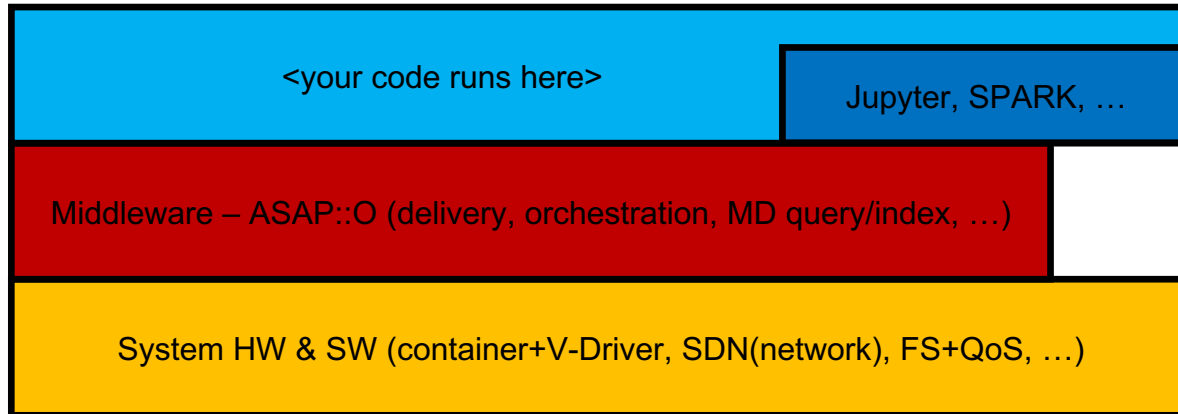 <your code runs here>
Jupyter, SPARK, …
Middleware – ASAP::O (delivery, orchestration, MD query/index, …)
System HW & SW (container+V-Driver, SDN(network), FS+QoS, …)